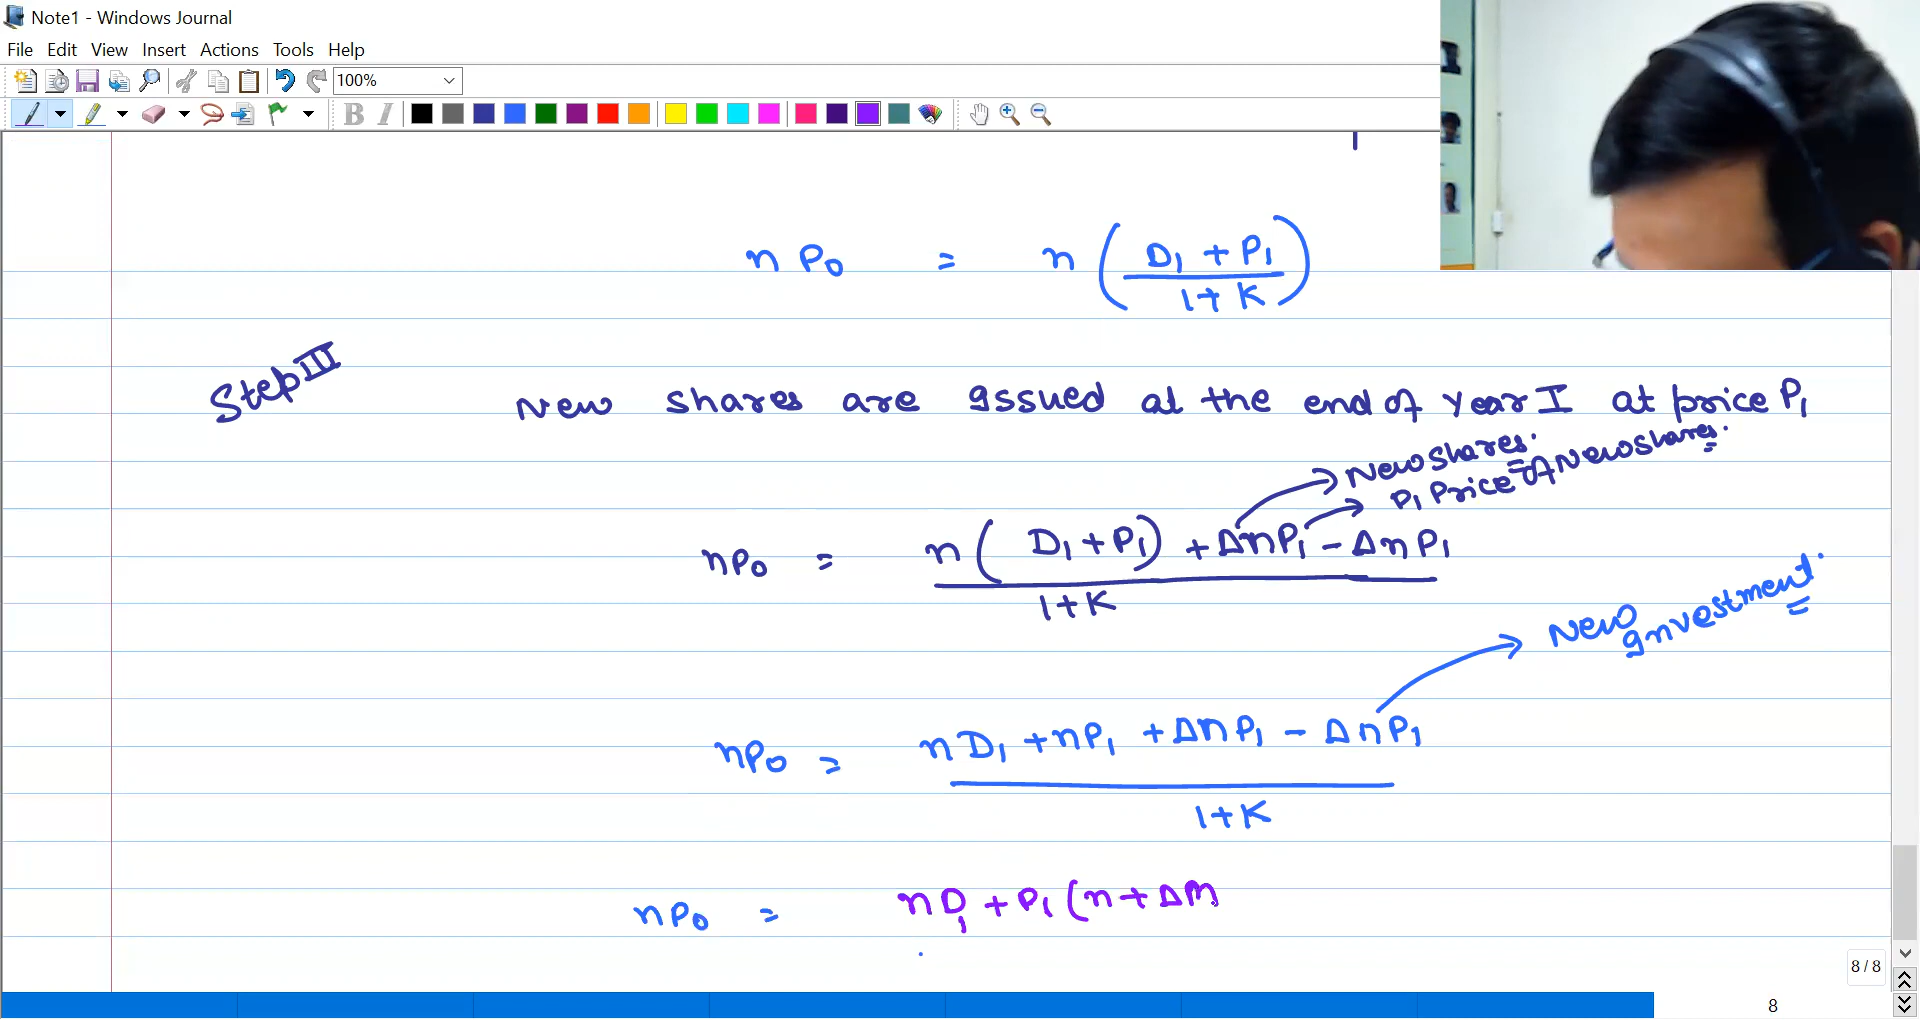 Note1 - Windows Journal
File Edit View Insert Actions Tools Help
100%
B I
n P₀ = n ( D₁ + P₁ / 1 + K )
Step III
New shares are Issued at the end of Year I at price P₁
→ New shares.
→ P₁ Price of New shares.
nP₀ = n ( D₁ + P₁ ) + ΔnP₁ - ΔnP₁
1 + K
→ New Investment.
nP₀ = nD₁ + nP₁ + ΔnP₁ - ΔnP₁
1 + K
nP₀ = nD₁ + P₁ (n + Δn
8 / 8
8